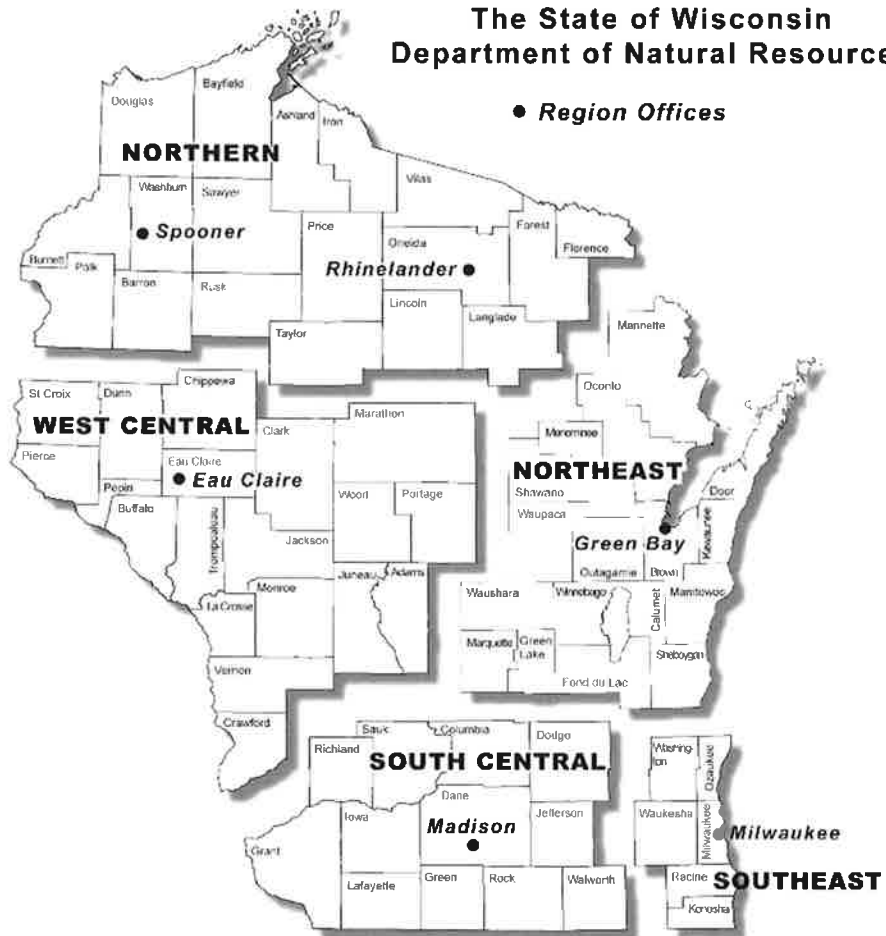 The State of Wisconsin
Department of Natural Resource
● Region Offices
Bayfield
Douglas
Ashland
Iron
NORTHERN
Vilas
Washburn
Sawyer
Price
Forest
Spooner
Oneida
Florence
Burnett
Polk
Rhinelander
Barron
Rusk
Lincoln
Langlade
Taylor
Marinette
Chippewa
St Croix
Dunn
Oconto
Marathon
WEST CENTRAL
Clark
Menominee
Pierce
Eau Claire
NORTHEAST
Eau Claire
Pepin
Shawano
Door
Wood
Portage
Buffalo
Waupaca
Kewaunee
Trempealeau
Jackson
Green Bay
Juneau
Adams
Outagamie
Brown
Monroe
Waushara
Winnebago
Calumet
Manitowoc
La Crosse
Marquette
Green
Lake
Sheboygan
Vernon
Fond du Lac
Crawford
Sauk
Columbia
Dodge
Richland
Washing-
ton
Ozaukee
SOUTH CENTRAL
Dane
Iowa
Jefferson
Waukesha
Milwaukee
Madison
Milwaukee
Grant
Lafayette
Green
Rock
Walworth
Racine
SOUTHEAST
Kenosha